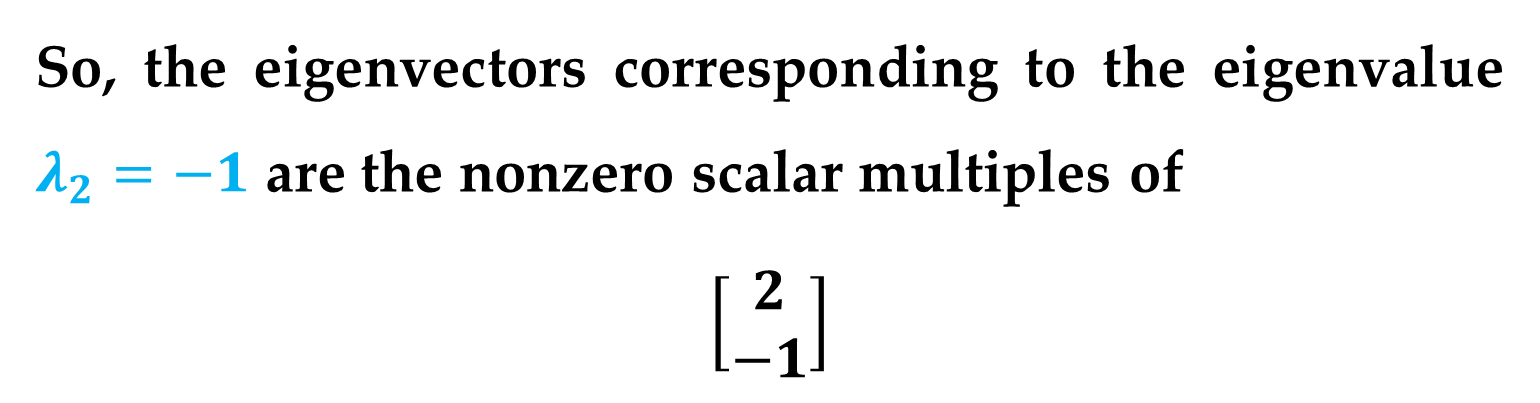 So, the eigenvectors corresponding to the eigenvalue
λ₂ = −1 are the nonzero scalar multiples of
[ 2
−1 ]